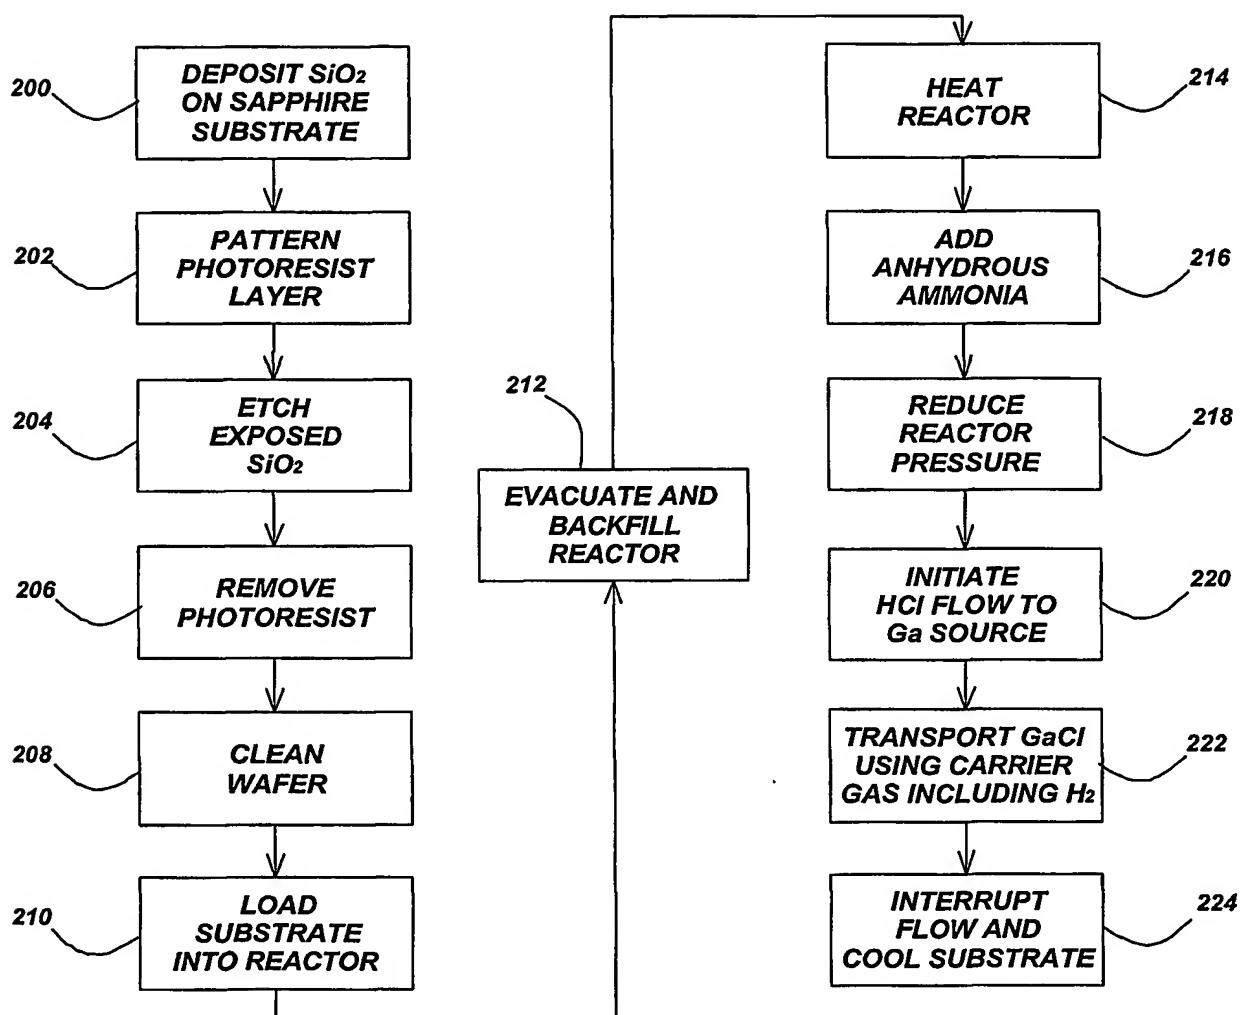 200
DEPOSIT SiO2
ON SAPPHIRE
SUBSTRATE
202
PATTERN
PHOTORESIST
LAYER
204
ETCH
EXPOSED
SiO2
206
REMOVE
PHOTORESIST
208
CLEAN
WAFER
210
LOAD
SUBSTRATE
INTO REACTOR
212
EVACUATE AND
BACKFILL
REACTOR
214
HEAT
REACTOR
216
ADD
ANHYDROUS
AMMONIA
218
REDUCE
REACTOR
PRESSURE
220
INITIATE
HCl FLOW TO
Ga SOURCE
222
TRANSPORT GaCl
USING CARRIER
GAS INCLUDING H2
224
INTERRUPT
FLOW AND
COOL SUBSTRATE